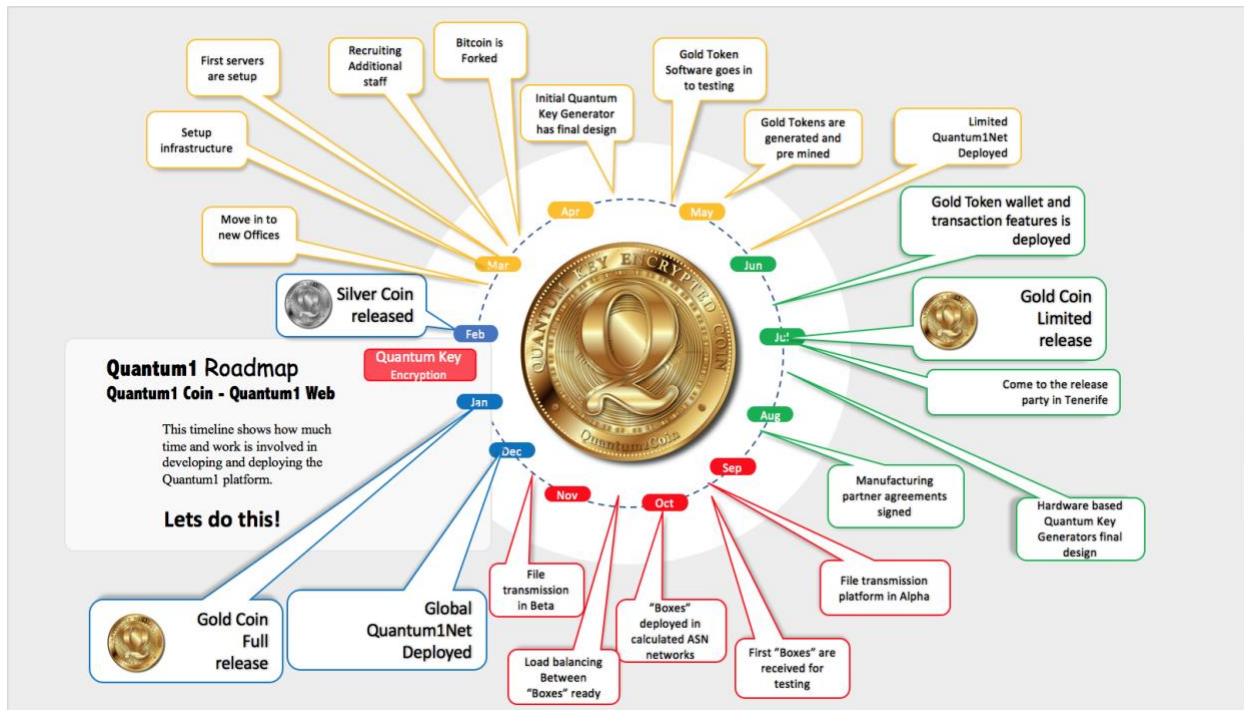 First servers
are setup
Recruiting
Additional
staff
Bitcoin is
Forked
Initial Quantum
Key Generator
has final design
Gold Token
Software goes in
to testing
Gold Tokens are
generated and
pre mined
Limited
Quantum1Net
Deployed
Setup
infrastructure
Move in to
new Offices
Gold Token wallet and
transaction features is
deployed
Silver Coin
released
Gold Coin
Limited
release
Come to the release
party in Tenerife
Quantum Key
Encryption
Jan
Feb
Mar
Apr
May
Jun
Jul
Aug
Sep
Oct
Nov
Dec
QUANTUM KEY ENCRYPTED COIN
Q
Quantum1Coin
Quantum1 Roadmap
Quantum1 Coin - Quantum1 Web
This timeline shows how much
time and work is involved in
developing and deploying the
Quantum1 platform.
Lets do this!
Manufacturing
partner agreements
signed
Hardware based
Quantum Key
Generators final
design
File transmission
platform in Alpha
First "Boxes" are
received for
testing
"Boxes"
deployed in
calculated ASN
networks
Load balancing
Between
"Boxes" ready
File
transmission
in Beta
Global
Quantum1Net
Deployed
Gold Coin
Full
release